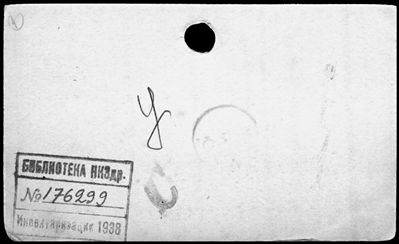 У
БИБЛИОТЕКА НКЗдр.
№176299
Инвентаризация 1938